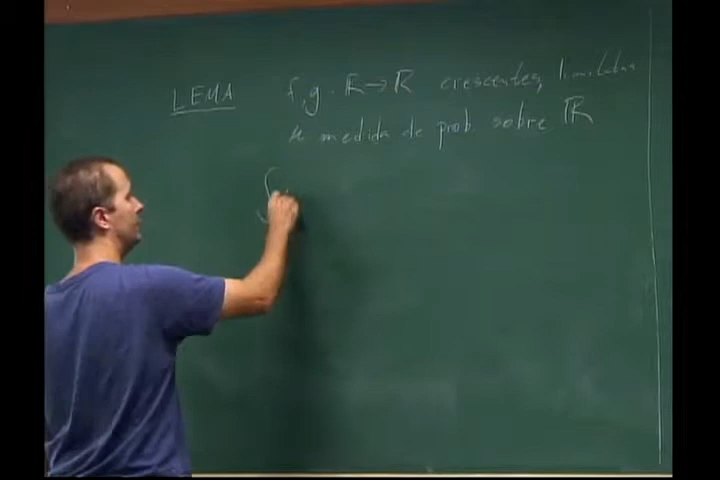 LEMA f, g : ℝ → ℝ crescentes, limitadas
μ medida de prob. sobre ℝ
∫